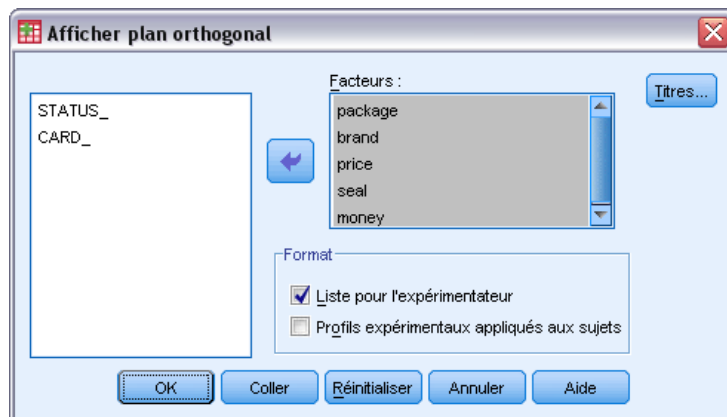 Afficher plan orthogonal
STATUS_
CARD_
Facteurs :
package
brand
price
seal
money
Titres...
Format
Liste pour l'expérimentateur
Profils expérimentaux appliqués aux sujets
OK
Coller
Réinitialiser
Annuler
Aide